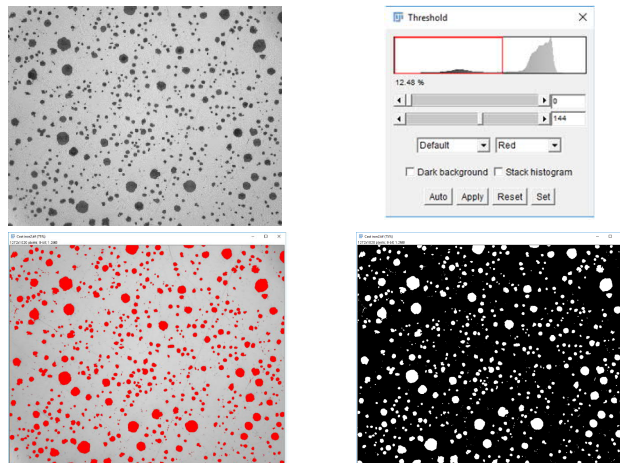 Threshold
12.48 %
0
144
Default
Red
Dark background
Stack histogram
Auto
Apply
Reset
Set